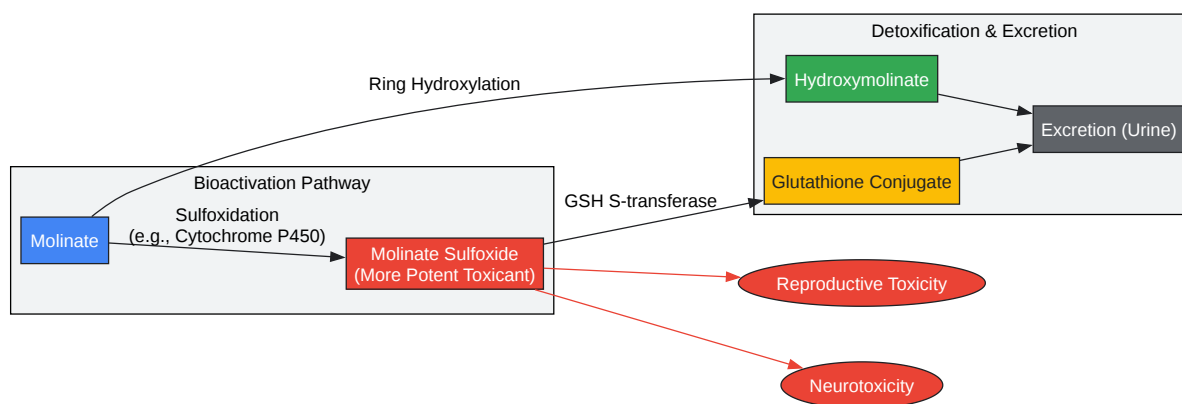 Detoxification & Excretion
Ring Hydroxylation
Hydroxymolinate
Excretion (Urine)
Bioactivation Pathway
Glutathione Conjugate
GSH S-transferase
Sulfoxidation
(e.g., Cytochrome P450)
Molinate
Molinate Sulfoxide
(More Potent Toxicant)
Reproductive Toxicity
Neurotoxicity